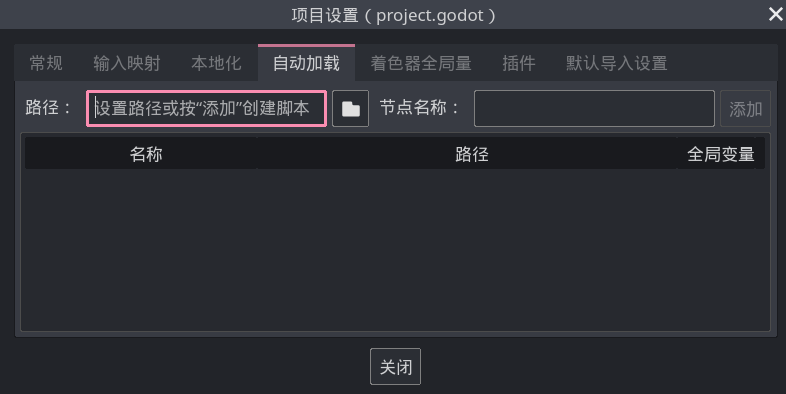 项目设置（project.godot）
常规 输入映射 本地化 自动加载 着色器全局量 插件 默认导入设置
路径： 设置路径或按“添加”创建脚本 节点名称： 添加
名称 路径 全局变量
关闭